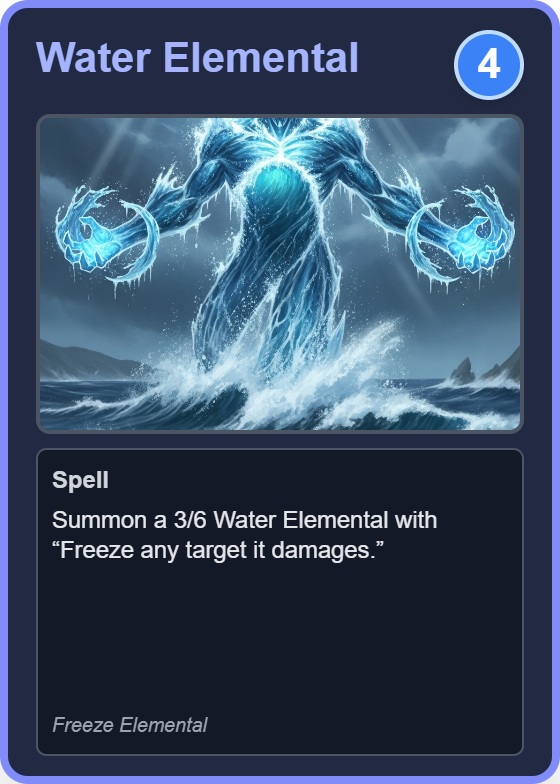 Water Elemental
4
Spell
Summon a 3/6 Water Elemental with
“Freeze any target it damages.”
Freeze Elemental